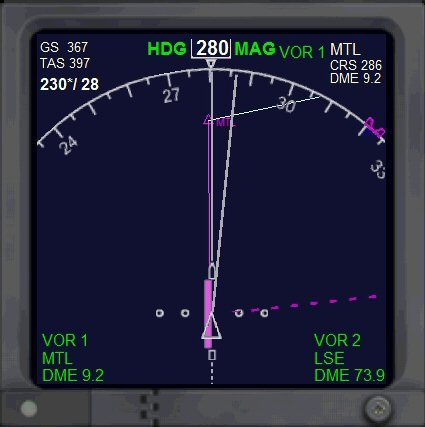 GS 367
TAS 397
230°/ 28
HDG 280 MAG
VOR 1
MTL
CRS 286
DME 9.2
24
27
30
33
MTL
VOR 1
MTL
DME 9.2
VOR 2
LSE
DME 73.9